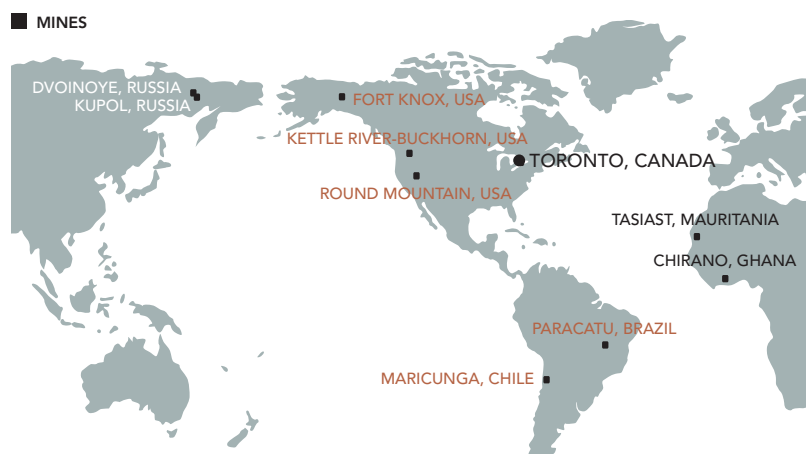 MINES
DVOINOYE, RUSSIA
KUPOL, RUSSIA
FORT KNOX, USA
KETTLE RIVER-BUCKHORN, USA
TORONTO, CANADA
ROUND MOUNTAIN, USA
TASIAST, MAURITANIA
CHIRANO, GHANA
PARACATU, BRAZIL
MARICUNGA, CHILE